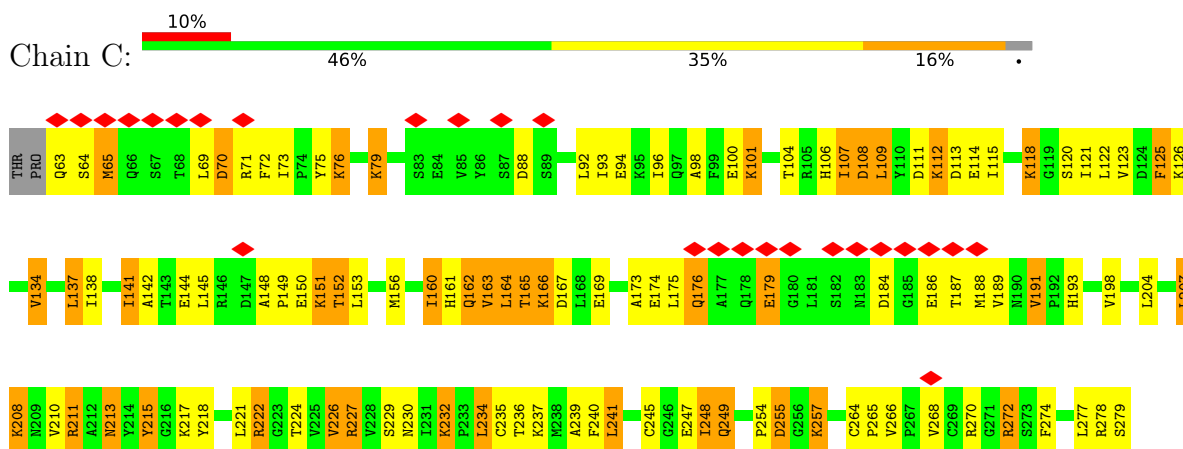 10%
Chain C:
46% 35% 16% •
THR PRO Q63 S64 M65 Q66 S67 T68 L69 D70 R71 F72 I73 P74 Y75 K76 K79 S83 E84 V85 Y86 S87 D88 S89 L92 I93 E94 K95 I96 Q97 A98 F99 E100 K101 T104 R105 H106 I107 D108 L109 Y110 D111 K112 D113 E114 I115 K118 G119 S120 I121 L122 V123 D124 F125 K126
V134 L137 I138 I141 A142 T143 E144 L145 R146 D147 A148 P149 E150 K151 T152 L153 M156 I160 H161 Q162 V163 L164 T165 K166 D167 L168 E169 A173 E174 L175 Q176 A177 Q178 E179 G180 L181 S182 N183 D184 G185 E186 T187 M188 V189 N190 V191 P192 H193 V198 L204
K208 N209 V210 R211 A212 N213 Y214 Y215 G216 K217 Y218 L221 R222 G223 T224 V225 V226 R227 V228 S229 N230 I231 K232 P233 L234 C235 T236 K237 M238 A239 F240 L241 C245 G246 E247 I248 Q249 P254 D255 G256 K257 C264 P265 V266 P267 V268 C269 R270 G271 R272 S273 F274 L277 R278 S279